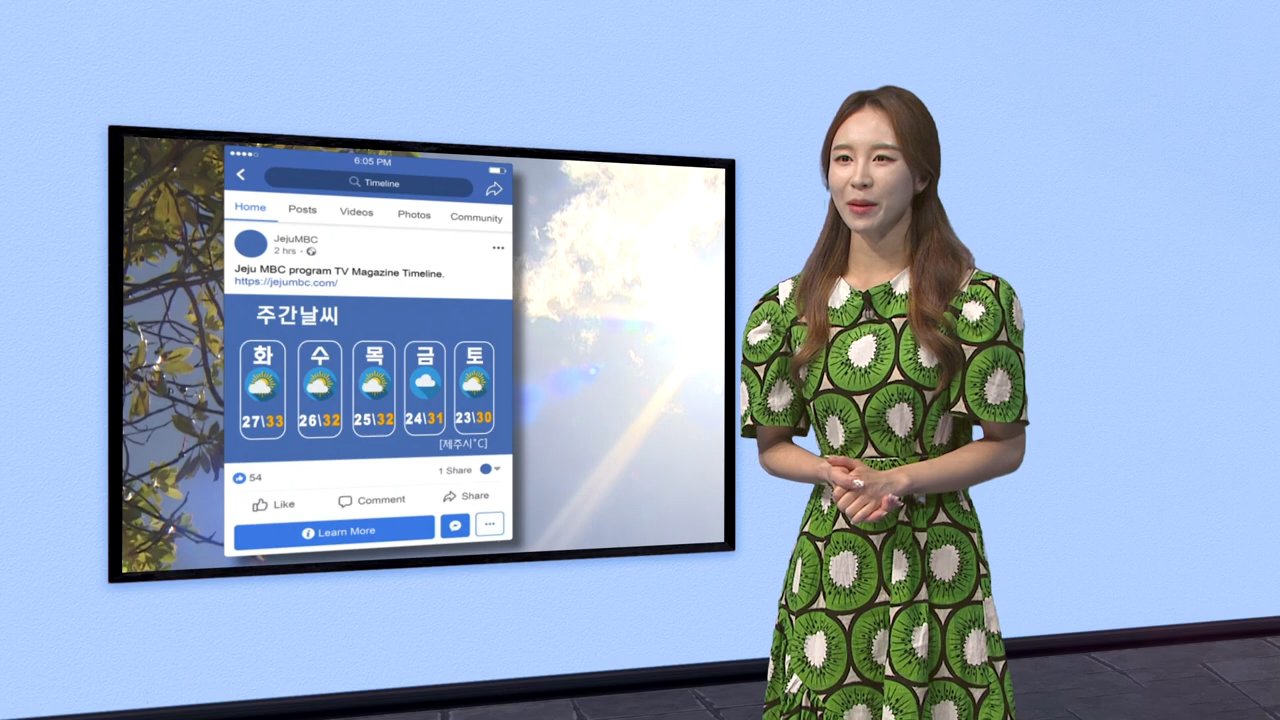 6:05 PM
Timeline
Home Posts Videos Photos Community
JejuMBC
2 hrs ·
Jeju MBC program TV Magazine Timeline.
https://jejumbc.com/
주간날씨
화 수 목 금 토
27\33 26\32 25\32 24\31 23\30
[제주시°C]
54 1 Share
Like Comment Share
Learn More